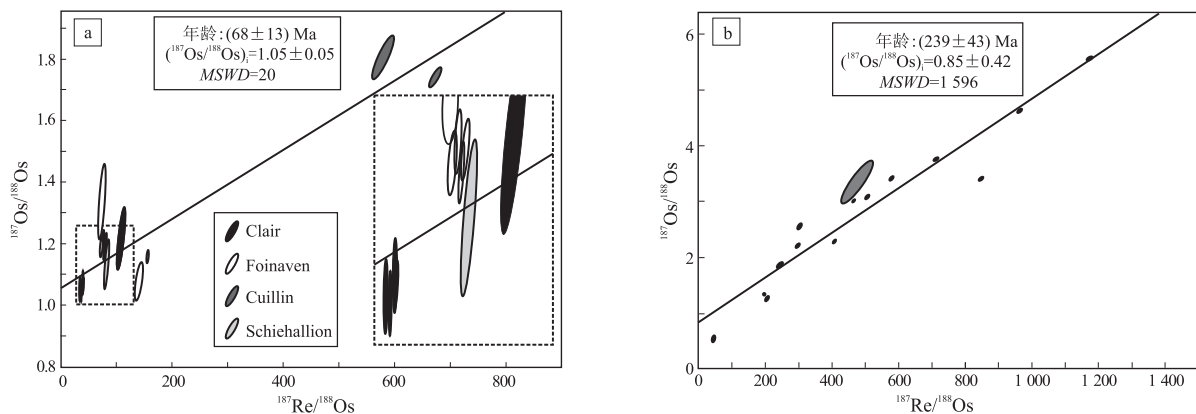 a
年龄:(68±13) Ma
(¹⁸⁷Os/¹⁸⁸Os)ᵢ=1.05±0.05
MSWD=20
1.8
1.6
1.4
1.2
1.0
0.8
¹⁸⁷Os/¹⁸⁸Os
Clair
Foinaven
Cuillin
Schiehallion
0
200
400
600
800
¹⁸⁷Re/¹⁸⁸Os
b
年龄:(239±43) Ma
(¹⁸⁷Os/¹⁸⁸Os)ᵢ=0.85±0.42
MSWD=1 596
6
4
2
0
¹⁸⁷Os/¹⁸⁸Os
0
200
400
600
800
1 000
1 200
1 400
¹⁸⁷Re/¹⁸⁸Os